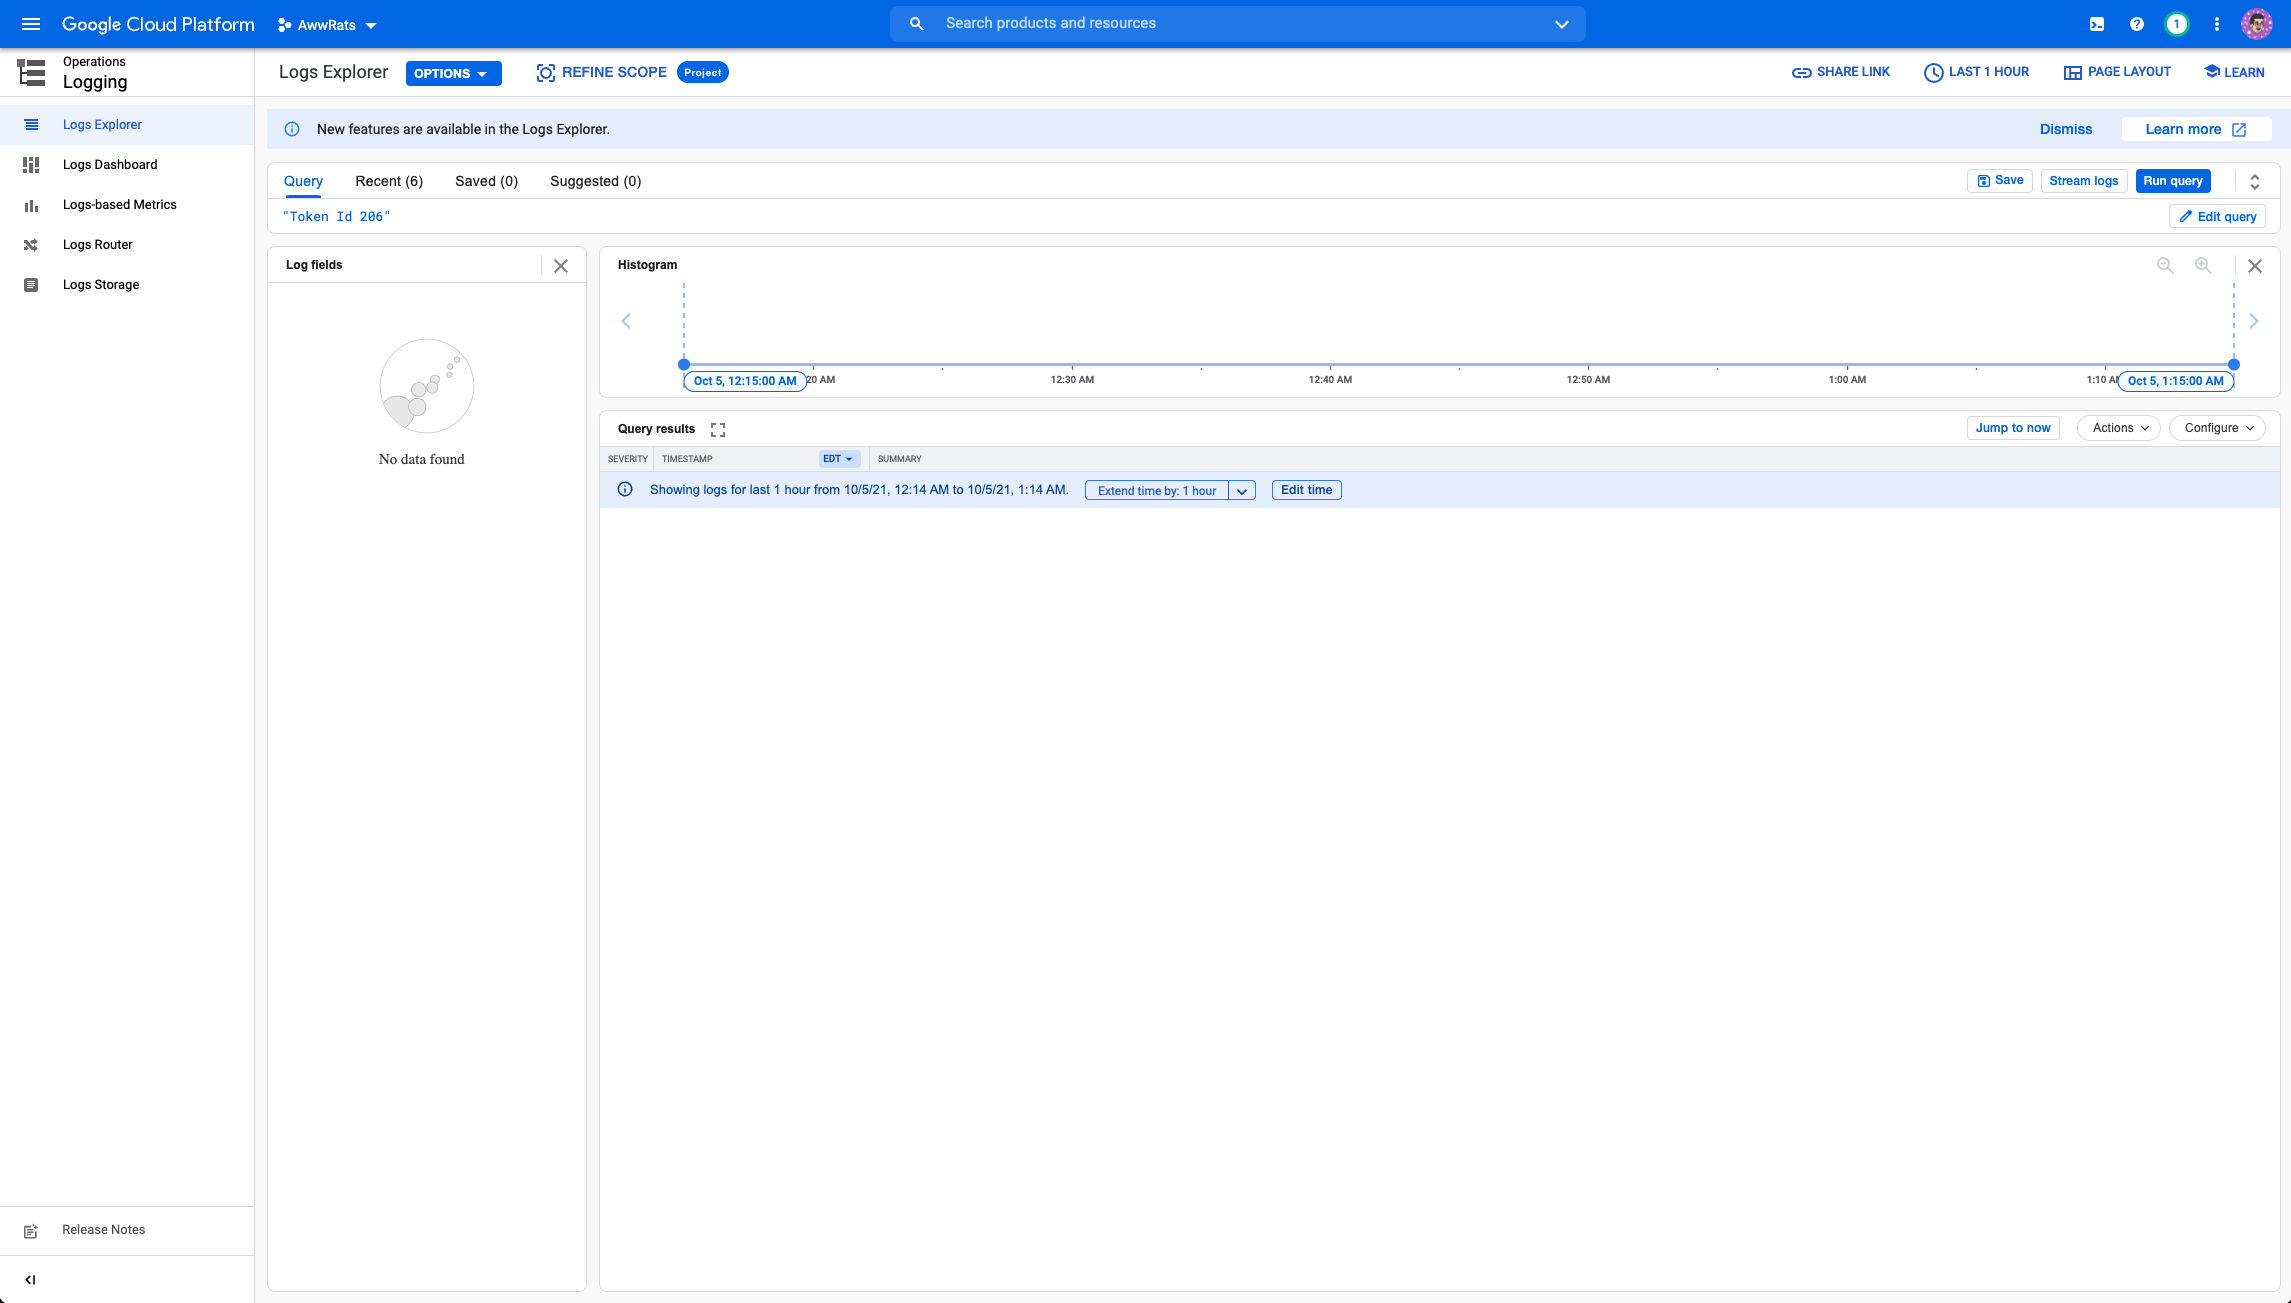 Google Cloud Platform
AwwRats
Search products and resources
1
Operations
Logging
Logs Explorer
OPTIONS
REFINE SCOPE
Project
SHARE LINK
LAST 1 HOUR
PAGE LAYOUT
LEARN
Logs Explorer
Logs Dashboard
Logs-based Metrics
Logs Router
Logs Storage
Release Notes
New features are available in the Logs Explorer.
Dismiss
Learn more
Query
Recent (6)
Saved (0)
Suggested (0)
Save
Stream logs
Run query
"Token Id 206"
Edit query
Log fields
No data found
Histogram
Oct 5, 12:15:00 AM
20 AM
12:30 AM
12:40 AM
12:50 AM
1:00 AM
1:10 AM
Oct 5, 1:15:00 AM
Query results
Jump to now
Actions
Configure
SEVERITY
TIMESTAMP
EDT
SUMMARY
Showing logs for last 1 hour from 10/5/21, 12:14 AM to 10/5/21, 1:14 AM.
Extend time by: 1 hour
Edit time